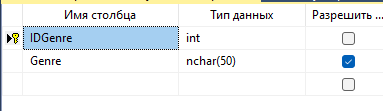 Имя столбца Тип данных Разрешить ...
IDGenre int
Genre nchar(50)